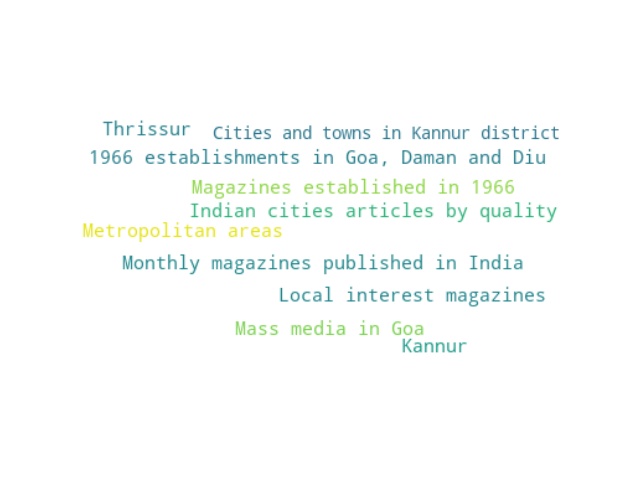 Thrissur
Cities and towns in Kannur district
1966 establishments in Goa, Daman and Diu
Magazines established in 1966
Indian cities articles by quality
Metropolitan areas
Monthly magazines published in India
Local interest magazines
Mass media in Goa
Kannur